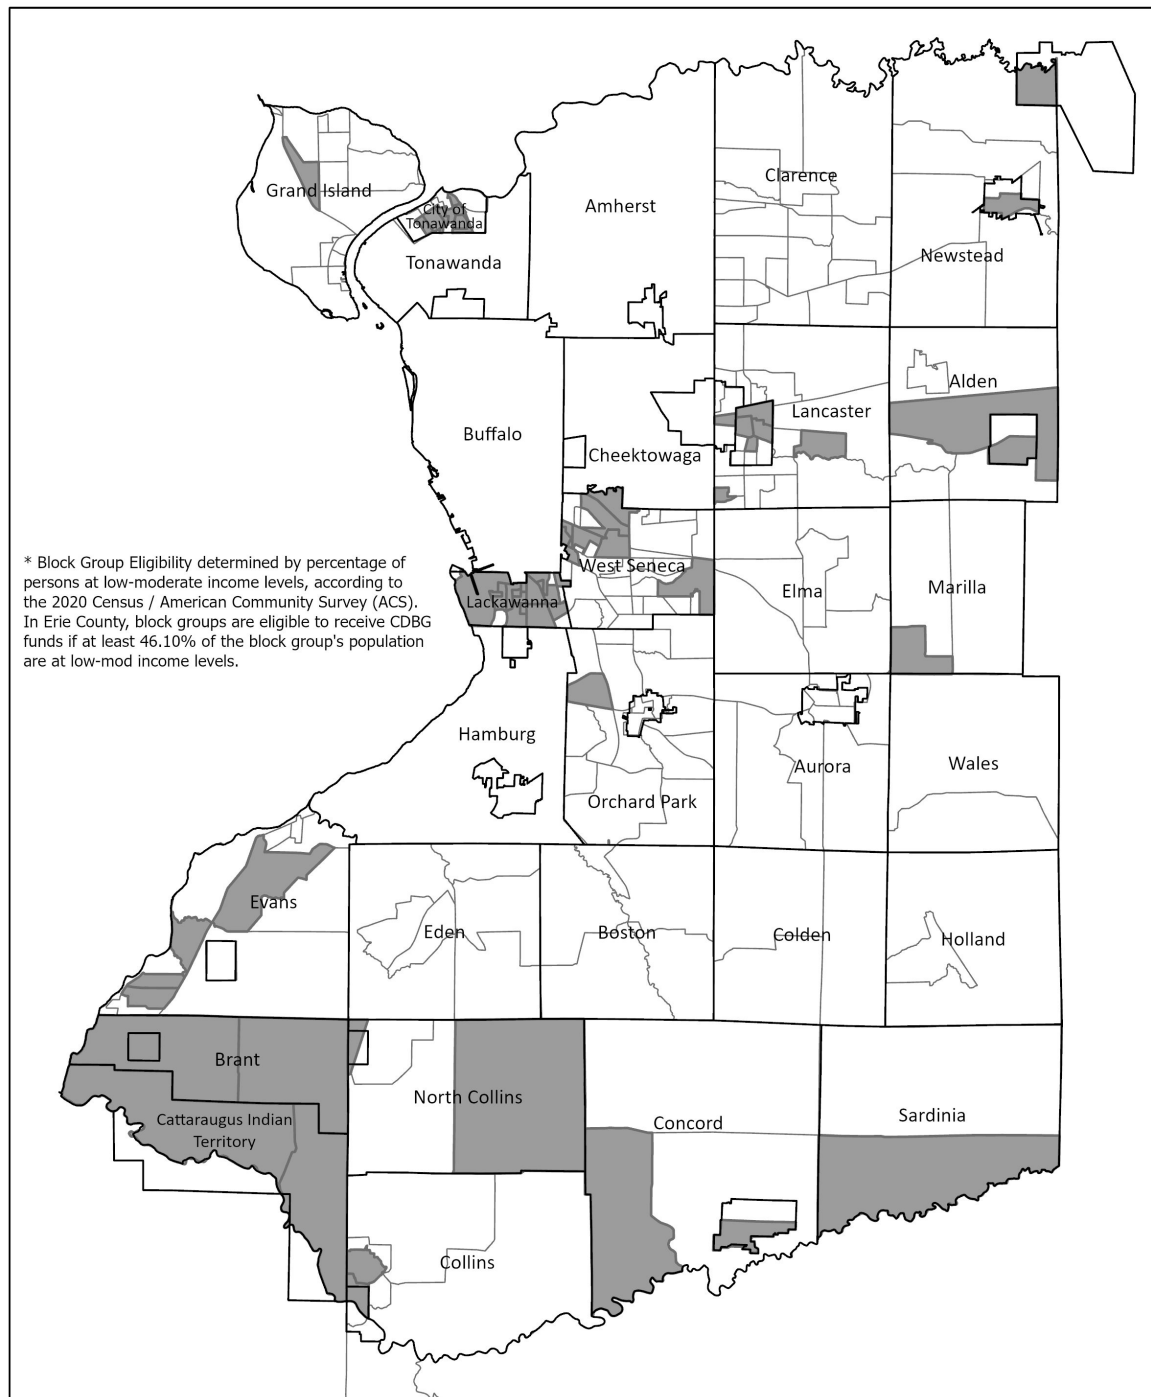 Clarence
Grand Island
Amherst
City of
Tonawanda
Tonawanda
Newstead
Alden
Lancaster
Buffalo
Cheektowaga
* Block Group Eligibility determined by percentage of
persons at low-moderate income levels, according to
the 2020 Census / American Community Survey (ACS).
In Erie County, block groups are eligible to receive CDBG
funds if at least 46.10% of the block group's population
are at low-mod income levels.
West Seneca
Elma
Marilla
Lackawanna
Hamburg
Orchard Park
Aurora
Wales
Evans
Eden
Boston
Colden
Holland
Brant
North Collins
Cattaraugus Indian
Territory
Concord
Sardinia
Collins